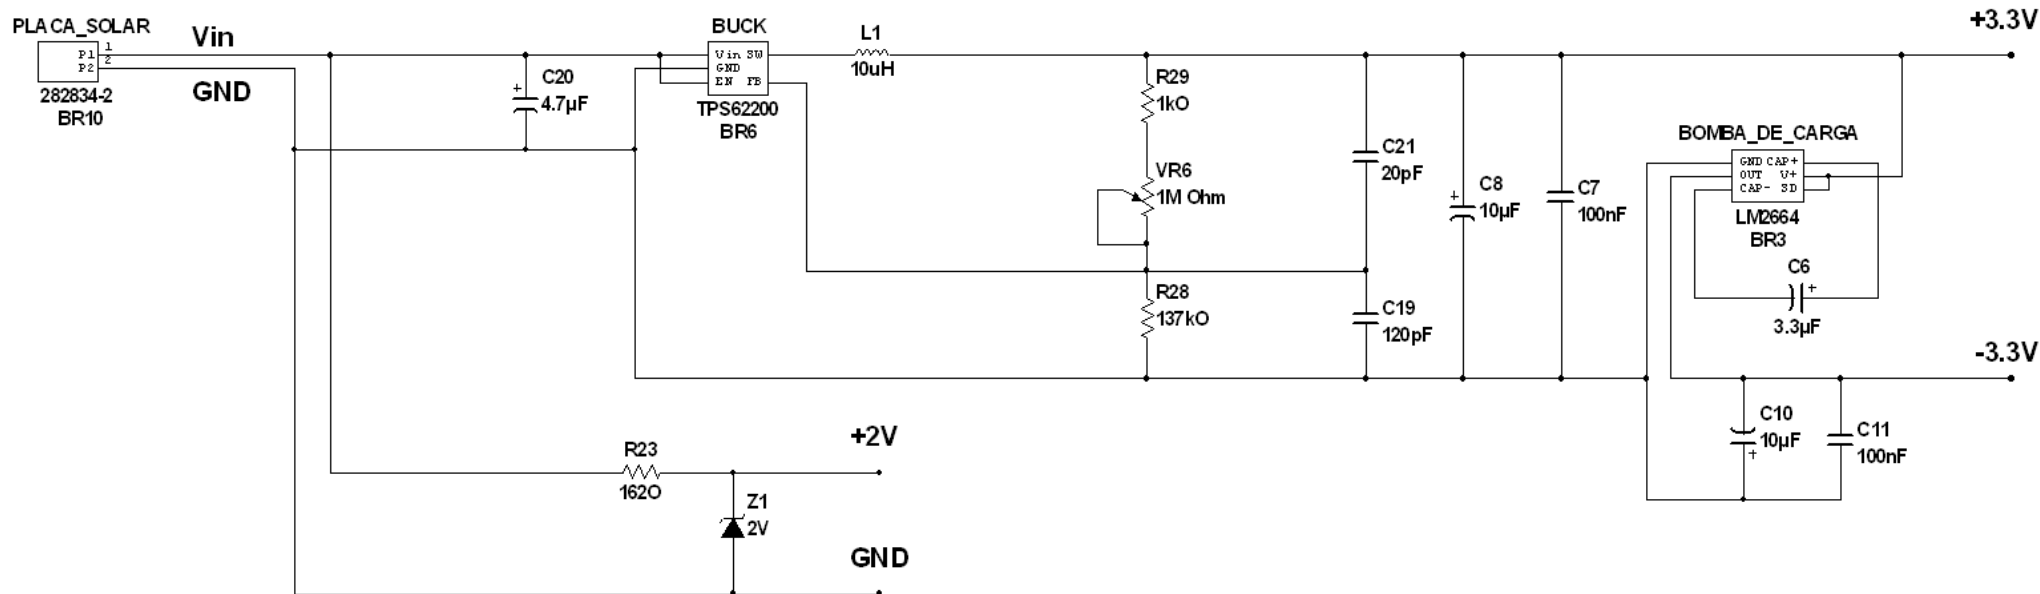 PLACA_SOLAR
P1 1
P2 2
282834-2
BR10
Vin
GND
C20
4.7µF
BUCK
Vin SW
GND
EN FB
TPS62200
BR6
L1
10uH
R29
1kO
VR6
1M Ohm
R28
137kO
C21
20pF
C19
120pF
+
C8
10µF
C7
100nF
+3.3V
BOMBA_DE_CARGA
GND CAP+
OUT V+
CAP- SD
LM2664
BR3
C6
+
3.3µF
-3.3V
C10
10µF
+
C11
100nF
+
R23
162O
+2V
Z1
2V
GND